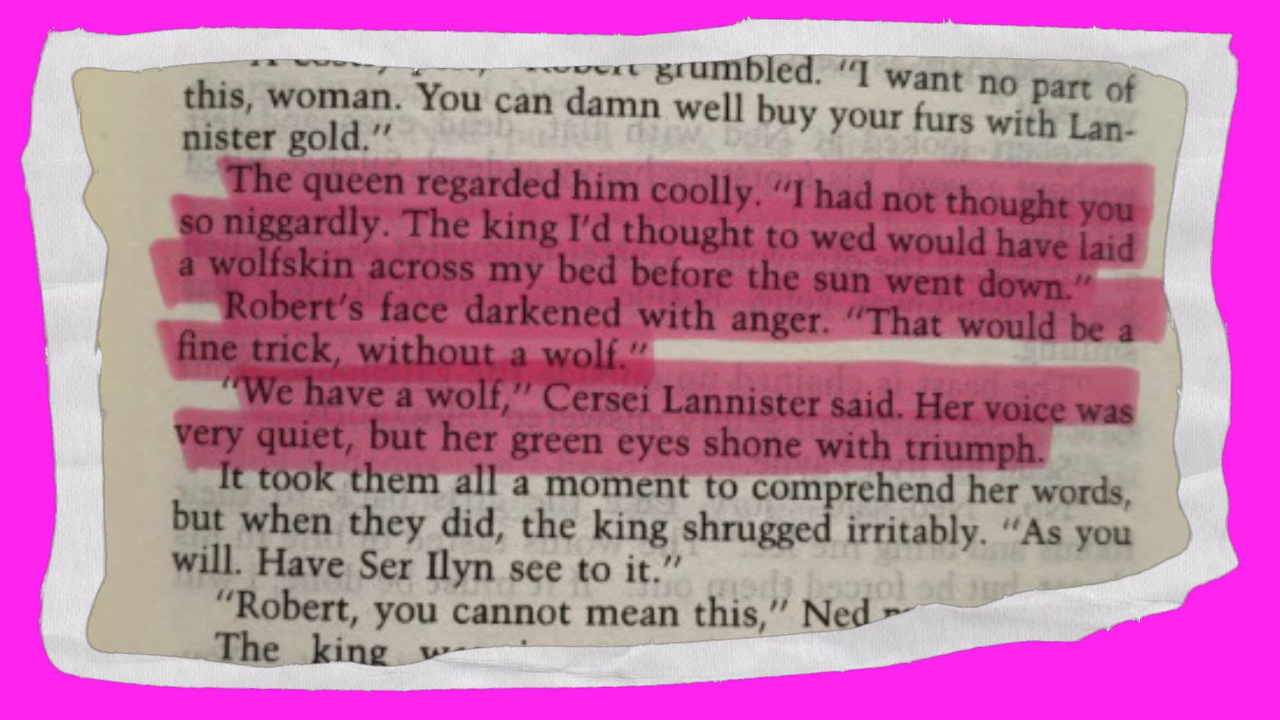 Robert grumbled. "I want no part of
this, woman. You can damn well buy your furs with Lan-
nister gold."
The queen regarded him coolly. "I had not thought you
so niggardly. The king I'd thought to wed would have laid
a wolfskin across my bed before the sun went down."
Robert's face darkened with anger. "That would be a
fine trick, without a wolf."
"We have a wolf," Cersei Lannister said. Her voice was
very quiet, but her green eyes shone with triumph.
It took them all a moment to comprehend her words,
but when they did, the king shrugged irritably. "As you
will. Have Ser Ilyn see to it."
"Robert, you cannot mean this," Ned
The king